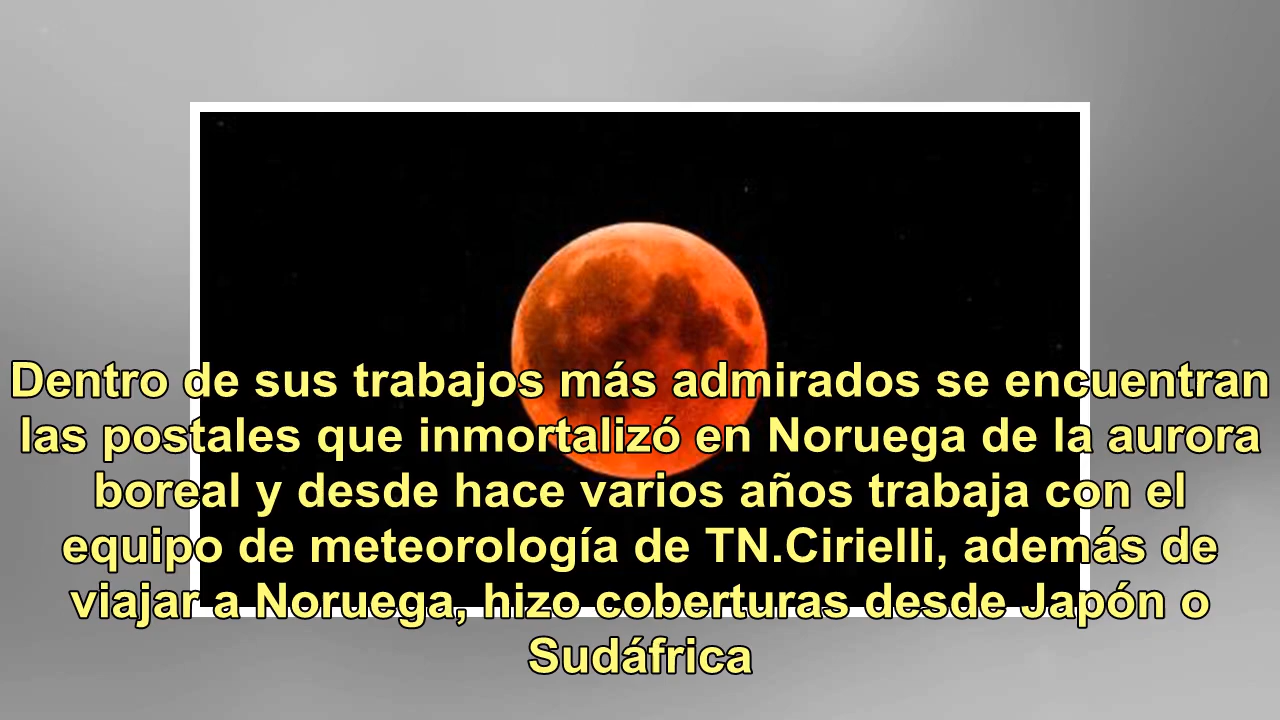 Dentro de sus trabajos más admirados se encuentran
las postales que inmortalizó en Noruega de la aurora
boreal y desde hace varios años trabaja con el
equipo de meteorología de TN.Cirielli, además de
viajar a Noruega, hizo coberturas desde Japón o
Sudáfrica